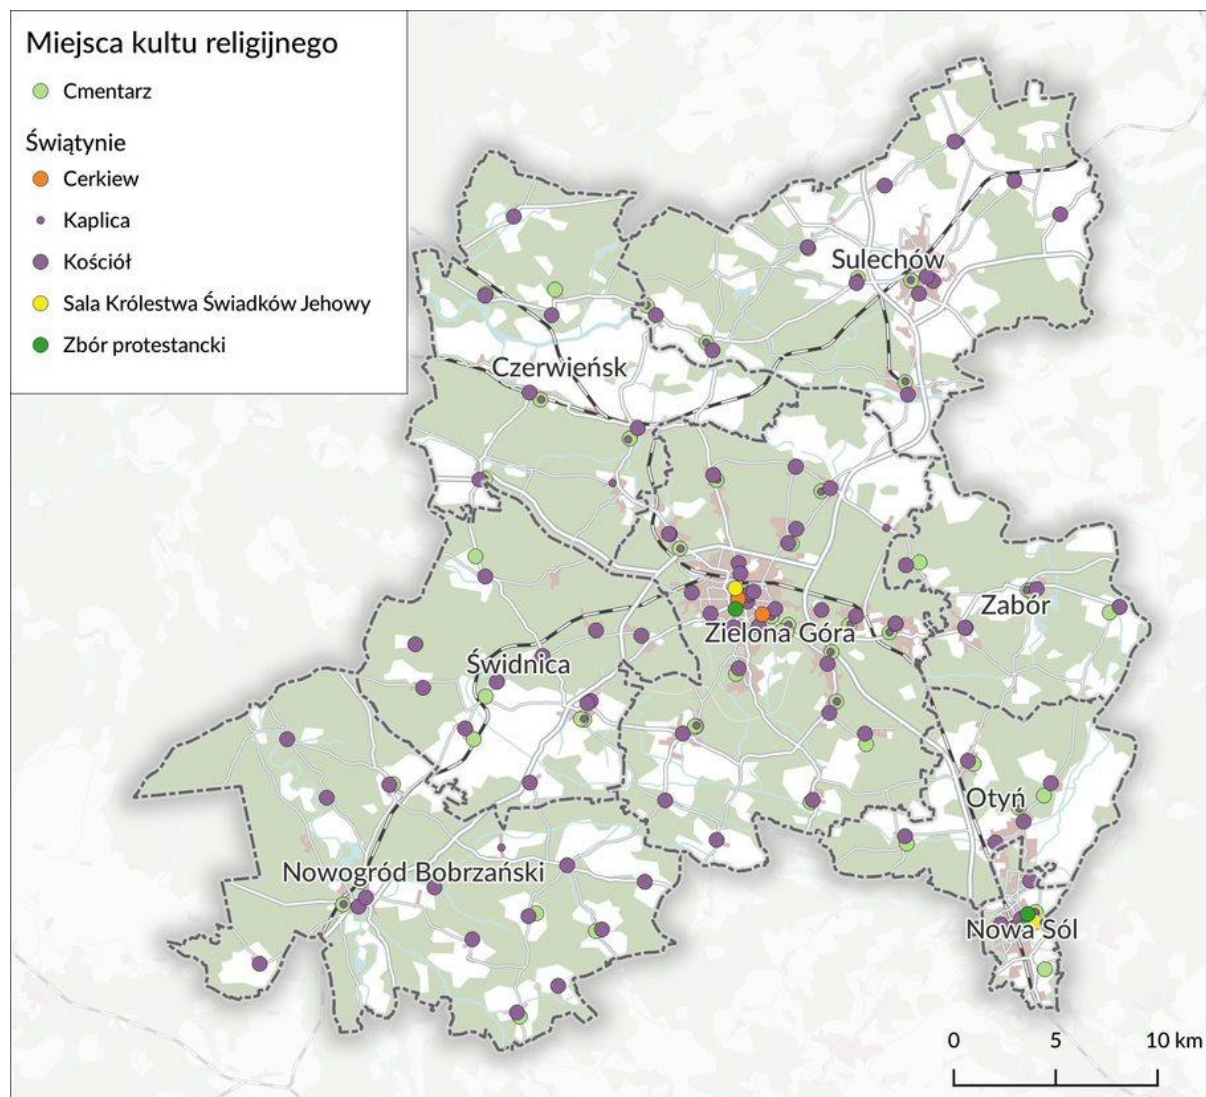 Miejsca kultu religijnego
Cmentarz
Świątynie
Cerkiew
Kaplica
Kościół
Sala Królestwa Świadków Jehowy
Zbór protestancki
Sulechów
Czerwieńsk
Zabór
Zielona Góra
Świdnica
Otyń
Nowogród Bobrzański
Nowa Sól
0 5 10 km